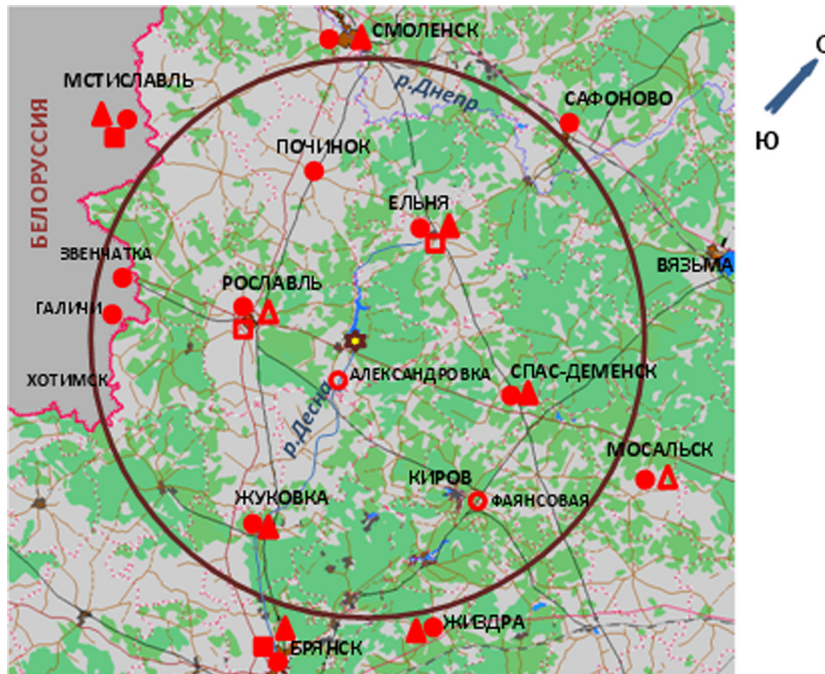 СМОЛЕНСК
С
МСТИСЛАВЛЬ
р.Днепр
САФОНОВО
Ю
ПОЧИНОК
БЕЛОРУССИЯ
ЕЛЬНЯ
ЗВЕНЧАТКА
ВЯЗЬМА
РОСЛАВЛЬ
ГАЛИЧИ
ХОТИМСК
АЛЕКСАНДРОВКА
СПАС-ДЕМЕНСК
р.Десна
МОСАЛЬСК
КИРОВ
ЖУКОВКА
ФАЯНСОВАЯ
ЖИЗДРА
БРЯНСК